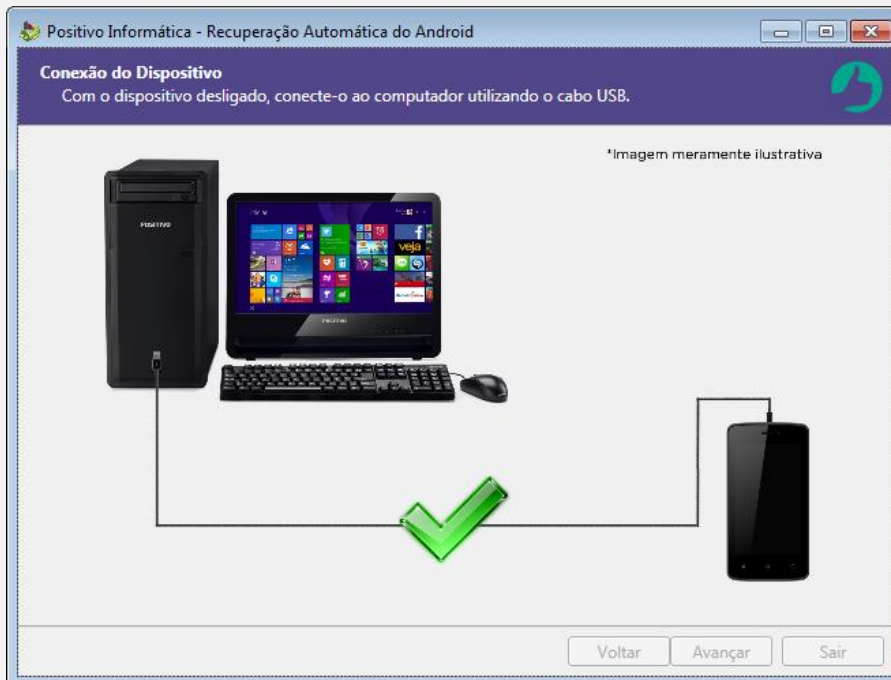 Positivo Informática - Recuperação Automática do Android
Conexão do Dispositivo
Com o dispositivo desligado, conecte-o ao computador utilizando o cabo USB.
*Imagem meramente ilustrativa
POSITIVO
veja
Voltar
Avançar
Sair